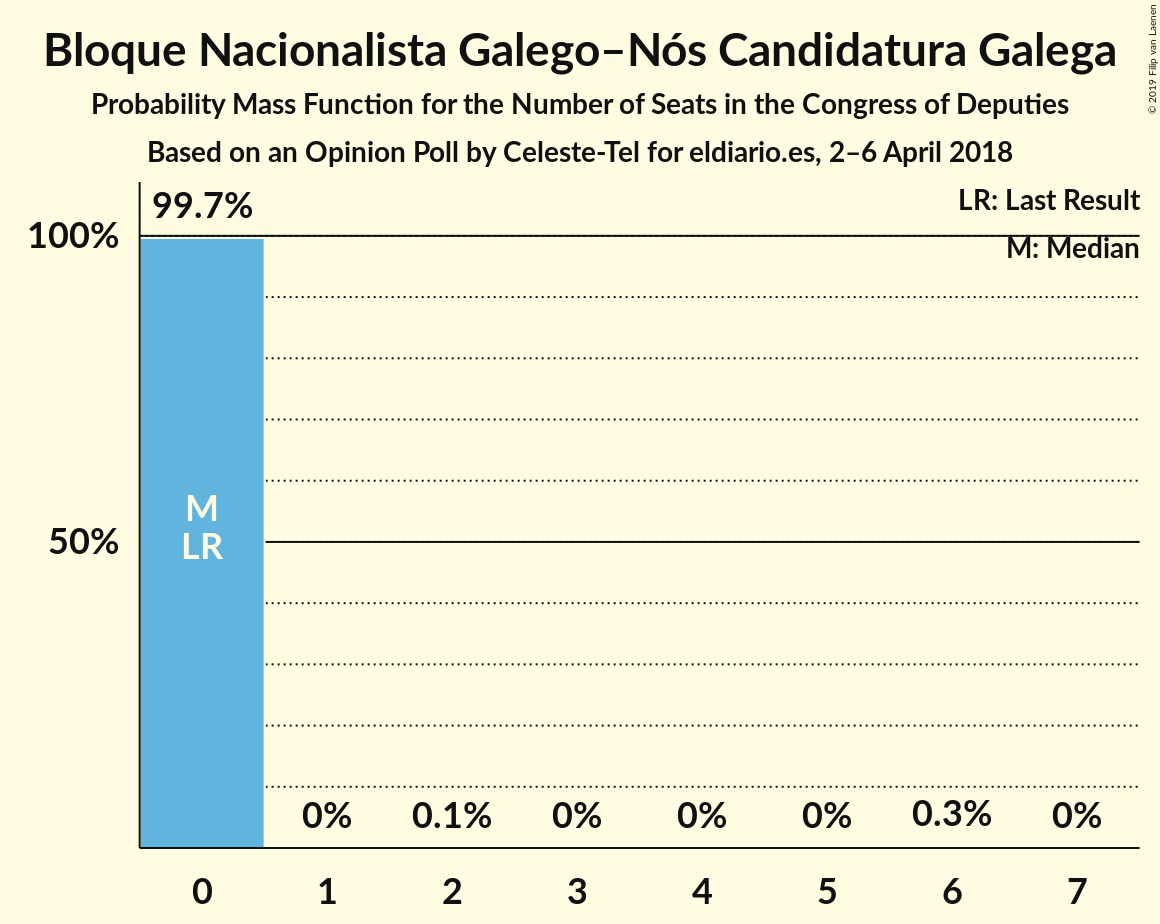 Bloque Nacionalista Galego–Nós Candidatura Galega
Probability Mass Function for the Number of Seats in the Congress of Deputies
Based on an Opinion Poll by Celeste-Tel for eldiario.es, 2–6 April 2018
© 2019 Filip van Laenen
LR: Last Result
M: Median
99.7%
100%
50%
M
LR
0%
0.1%
0%
0%
0%
0.3%
0%
0 1 2 3 4 5 6 7